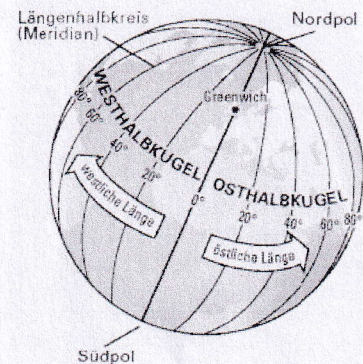 Längenhalbkreis
(Meridian)
Nordpol
Greenwich
WESTHALBKUGEL
OSTHALBKUGEL
80° 60° 40° 20° 0° 20° 40° 60° 80°
westliche Länge
östliche Länge
Südpol